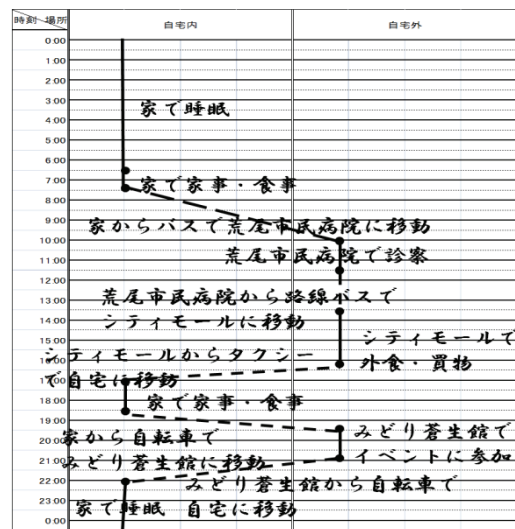 時刻 場所
自宅内
自宅外
0:00
1:00
2:00
3:00
4:00
5:00
6:00
7:00
8:00
9:00
10:00
11:00
12:00
13:00
14:00
15:00
16:00
17:00
18:00
19:00
20:00
21:00
22:00
23:00
0:00
家で睡眠
家で家事・食事
家からバスで荒尾市民病院に移動
荒尾市民病院で診察
荒尾市民病院から路線バスで
シティモールに移動
シティモールで
外食・買物
シティモールからタクシー
で自宅に移動
家で家事・食事
家から自転車で
みどり蒼生館に移動
みどり蒼生館で
イベントに参加
みどり蒼生館から自転車で
自宅に移動
家で睡眠